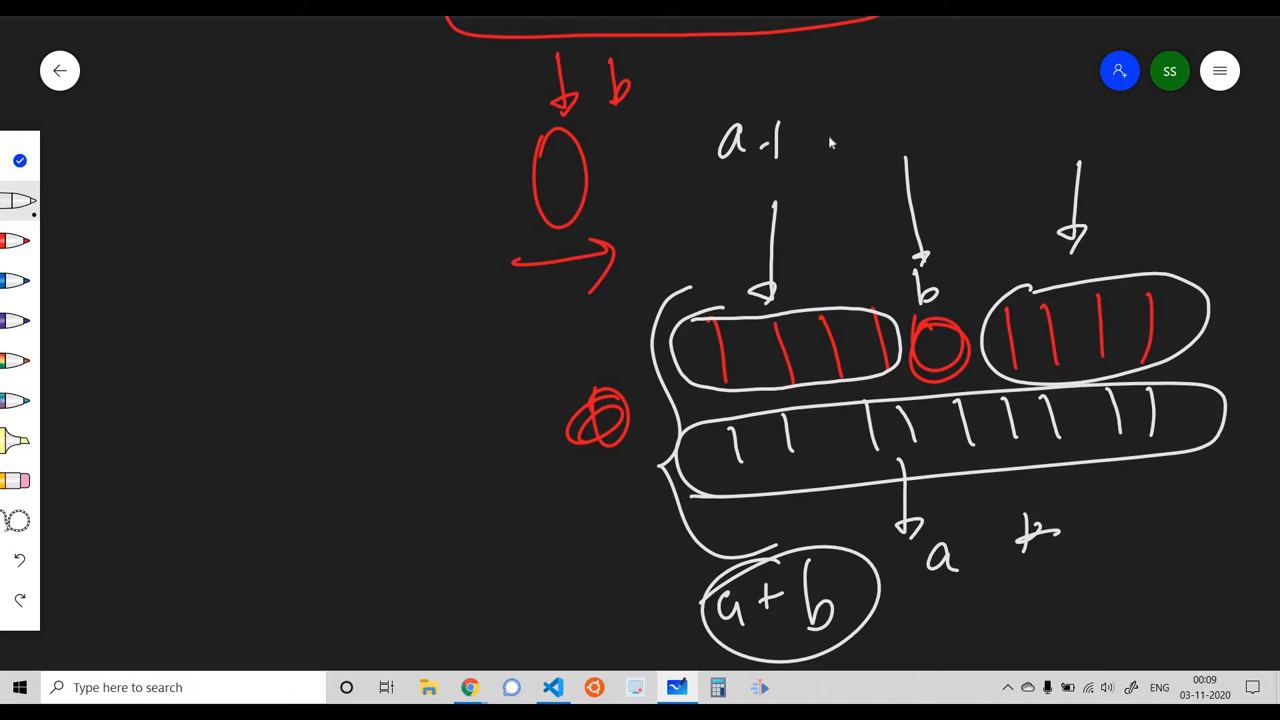 b
SS
a - 1
b
a
a + b
Type here to search
ENG
00:09
03-11-2020